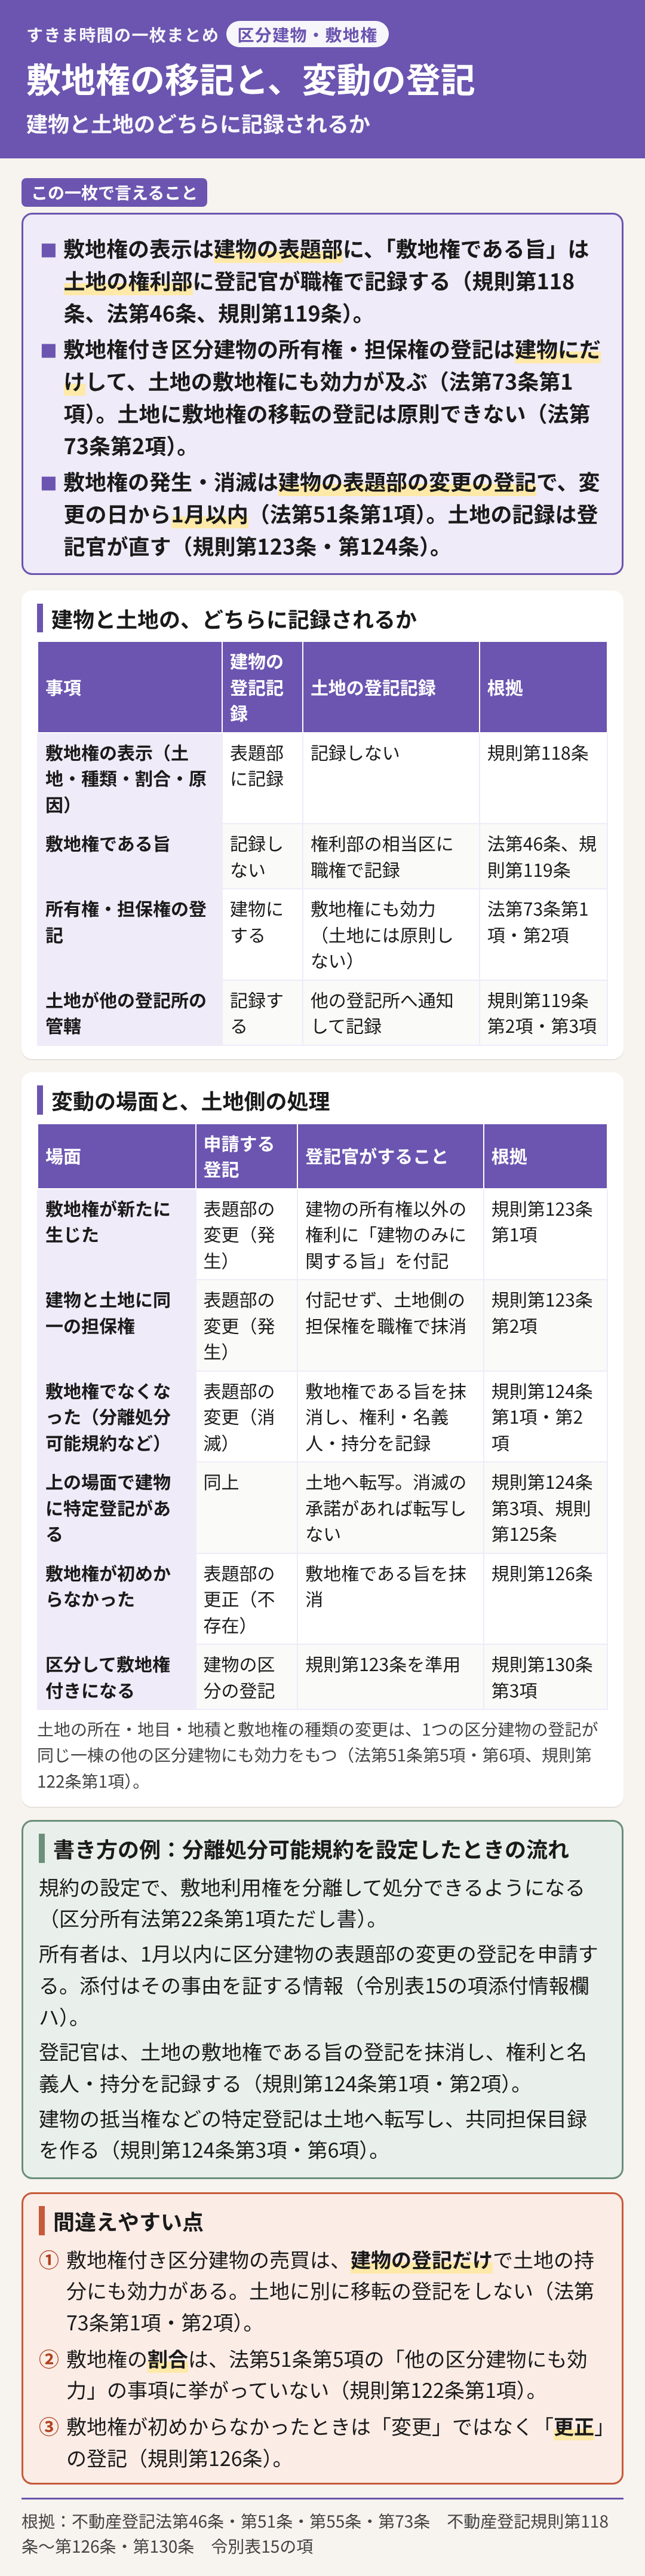 すきま時間の一枚まとめ 区分建物・敷地権
敷地権の移記と、変動の登記
建物と土地のどちらに記録されるか
この一枚で言えること
■ 敷地権の表示は建物の表題部に、「敷地権である旨」は
土地の権利部に登記官が職権で記録する（規則第118
条、法第46条、規則第119条）。
■ 敷地権付き区分建物の所有権・担保権の登記は建物にだ
けして、土地の敷地権にも効力が及ぶ（法第73条第1
項）。土地に敷地権の移転の登記は原則できない（法第
73条第2項）。
■ 敷地権の発生・消滅は建物の表題部の変更の登記で、変
更の日から1月以内（法第51条第1項）。土地の記録は登
記官が直す（規則第123条・第124条）。
建物と土地の、どちらに記録されるか
事項 建物の登記記録 土地の登記記録 根拠
敷地権の表示（土地・種類・割合・原因） 表題部に記録 記録しない 規則第118条
敷地権である旨 記録しない 権利部の相当区に職権で記録 法第46条、規則第119条
所有権・担保権の登記 建物にする 敷地権にも効力（土地には原則しない） 法第73条第1項・第2項
土地が他の登記所の管轄 記録する 他の登記所へ通知して記録 規則第119条第2項・第3項
変動の場面と、土地側の処理
場面 申請する登記 登記官がすること 根拠
敷地権が新たに生じた 表題部の変更（発生） 建物の所有権以外の権利に「建物のみに関する旨」を付記 規則第123条第1項
建物と土地に同一の担保権 表題部の変更（発生） 付記せず、土地側の担保権を職権で抹消 規則第123条第2項
敷地権でなくなった（分離処分可能規約など） 表題部の変更（消滅） 敷地権である旨を抹消し、権利・名義人・持分を記録 規則第124条第1項・第2項
上の場面で建物に特定登記がある 同上 土地へ転写。消滅の承諾があれば転写しない 規則第124条第3項、規則第125条
敷地権が初めからなかった 表題部の更正（不存在） 敷地権である旨を抹消 規則第126条
区分して敷地権付きになる 建物の区分の登記 規則第123条を準用 規則第130条第3項
土地の所在・地目・地積と敷地権の種類の変更は、1つの区分建物の登記が
同じ一棟の他の区分建物にも効力をもつ（法第51条第5項・第6項、規則第
122条第1項）。
書き方の例：分離処分可能規約を設定したときの流れ
規約の設定で、敷地利用権を分離して処分できるようになる
（区分所有法第22条第1項ただし書）。
所有者は、1月以内に区分建物の表題部の変更の登記を申請す
る。添付はその事由を証する情報（令別表15の項添付情報欄
ハ）。
登記官は、土地の敷地権である旨の登記を抹消し、権利と名
義人・持分を記録する（規則第124条第1項・第2項）。
建物の抵当権などの特定登記は土地へ転写し、共同担保目録
を作る（規則第124条第3項・第6項）。
間違えやすい点
① 敷地権付き区分建物の売買は、建物の登記だけで土地の持
分にも効力がある。土地に別に移転の登記をしない（法第
73条第1項・第2項）。
② 敷地権の割合は、法第51条第5項の「他の区分建物にも効
力」の事項に挙がっていない（規則第122条第1項）。
③ 敷地権が初めからなかったときは「変更」ではなく「更正」
の登記（規則第126条）。
根拠：不動産登記法第46条・第51条・第55条・第73条　不動産登記規則第118
条〜第126条・第130条　令別表15の項